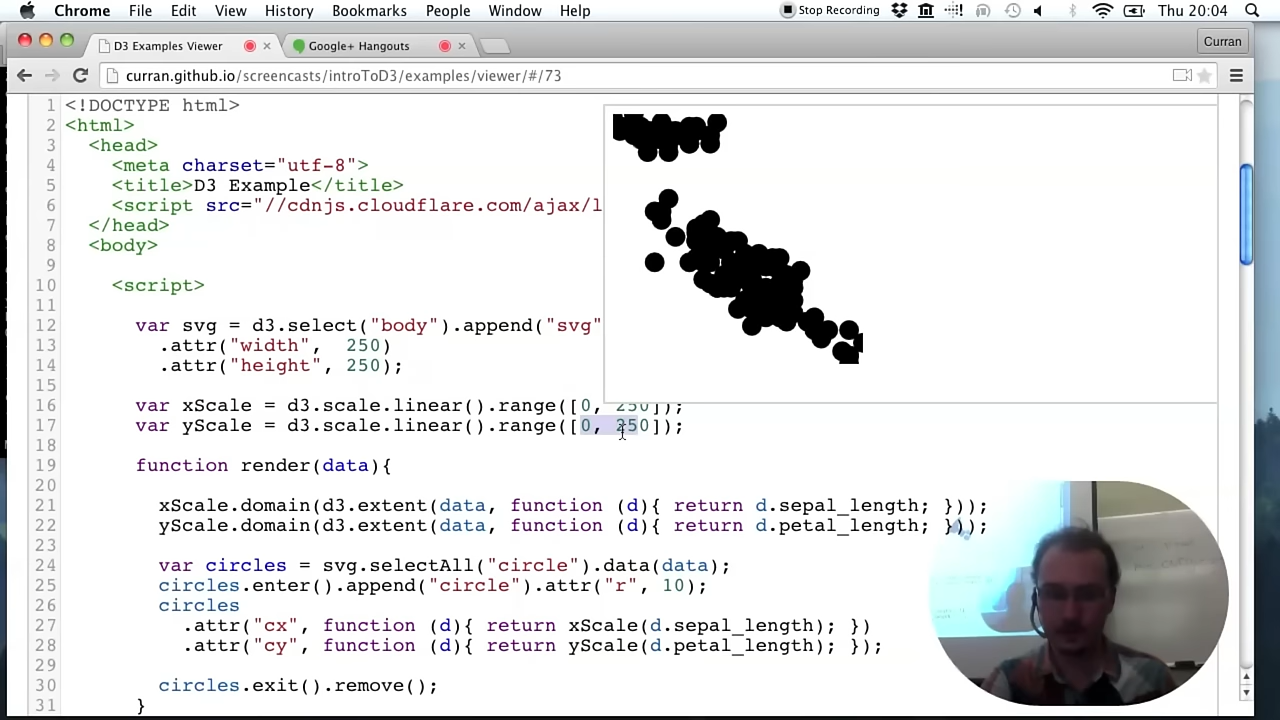 Chrome File Edit View History Bookmarks People Window Help Stop Recording Thu 20:04
D3 Examples Viewer Google+ Hangouts Curran
curran.github.io/screencasts/introToD3/examples/viewer/#/73
1 <!DOCTYPE html>
2 <html>
3 <head>
4 <meta charset="utf-8">
5 <title>D3 Example</title>
6 <script src="//cdnjs.cloudflare.com/ajax/l
7 </head>
8 <body>
9
10 <script>
11
12 var svg = d3.select("body").append("svg"
13 .attr("width", 250)
14 .attr("height", 250);
15
16 var xScale = d3.scale.linear().range([0, 250]);
17 var yScale = d3.scale.linear().range([0, 250]);
18
19 function render(data){
20
21 xScale.domain(d3.extent(data, function (d){ return d.sepal_length; }));
22 yScale.domain(d3.extent(data, function (d){ return d.petal_length; }));
23
24 var circles = svg.selectAll("circle").data(data);
25 circles.enter().append("circle").attr("r", 10);
26 circles
27 .attr("cx", function (d){ return xScale(d.sepal_length); })
28 .attr("cy", function (d){ return yScale(d.petal_length); });
29
30 circles.exit().remove();
31 }